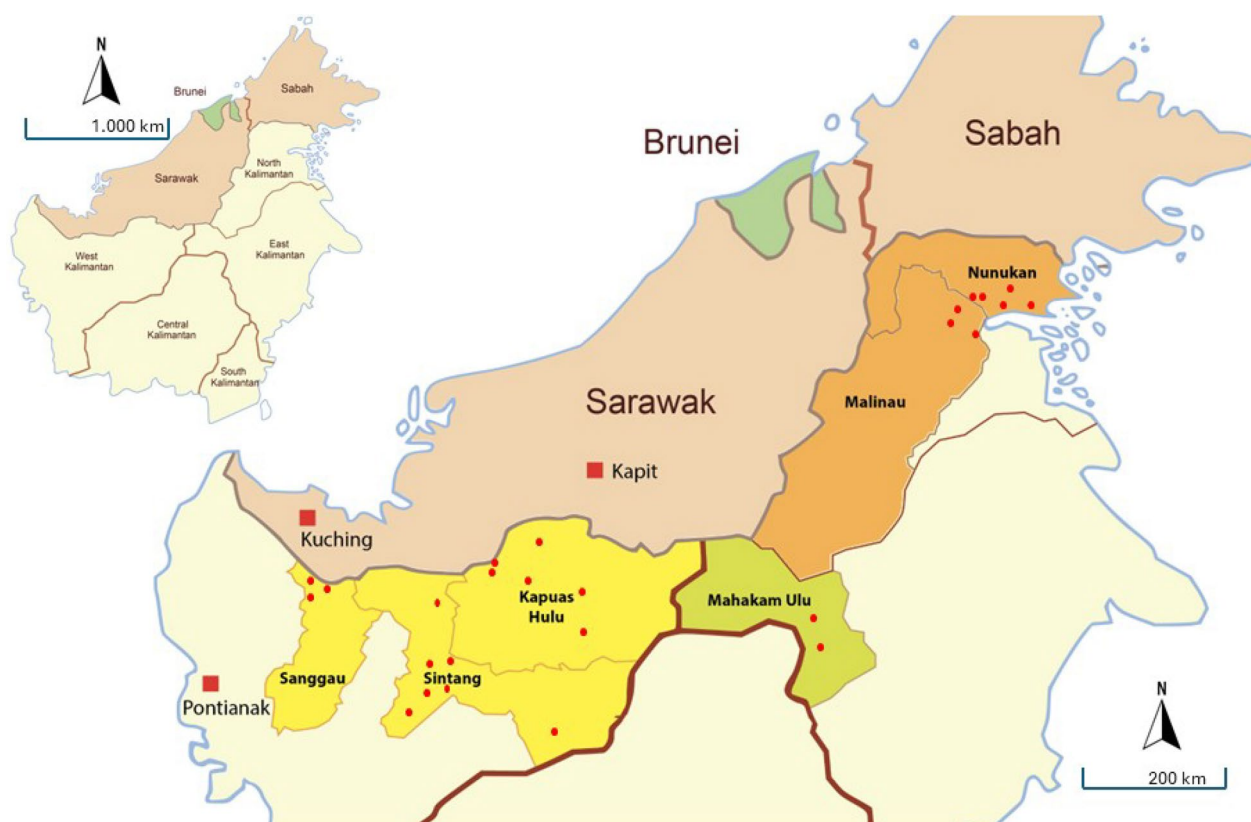 N
1.000 km
Brunei
Sabah
Sarawak
North
Kalimantan
West
Kalimantan
East
Kalimantan
Central
Kalimantan
South
Kalimantan
Brunei
Sabah
Nunukan
Malinau
Sarawak
Kapit
Kuching
Kapuas
Hulu
Mahakam Ulu
Sanggau
Sintang
Pontianak
N
200 km